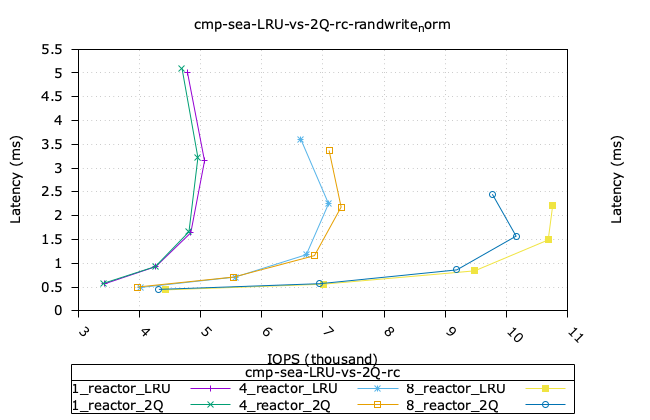 cmp-sea-LRU-vs-2Q-rc-randwritenorm
5.5
5
4.5
4
3.5
3
2.5
2
1.5
1
0.5
0
Latency (ms)
Latency (ms)
3 4 5 6 7 8 9 10 11
IOPS (thousand)
cmp-sea-LRU-vs-2Q-rc
1_reactor_LRU 4_reactor_LRU 8_reactor_LRU
1_reactor_2Q 4_reactor_2Q 8_reactor_2Q